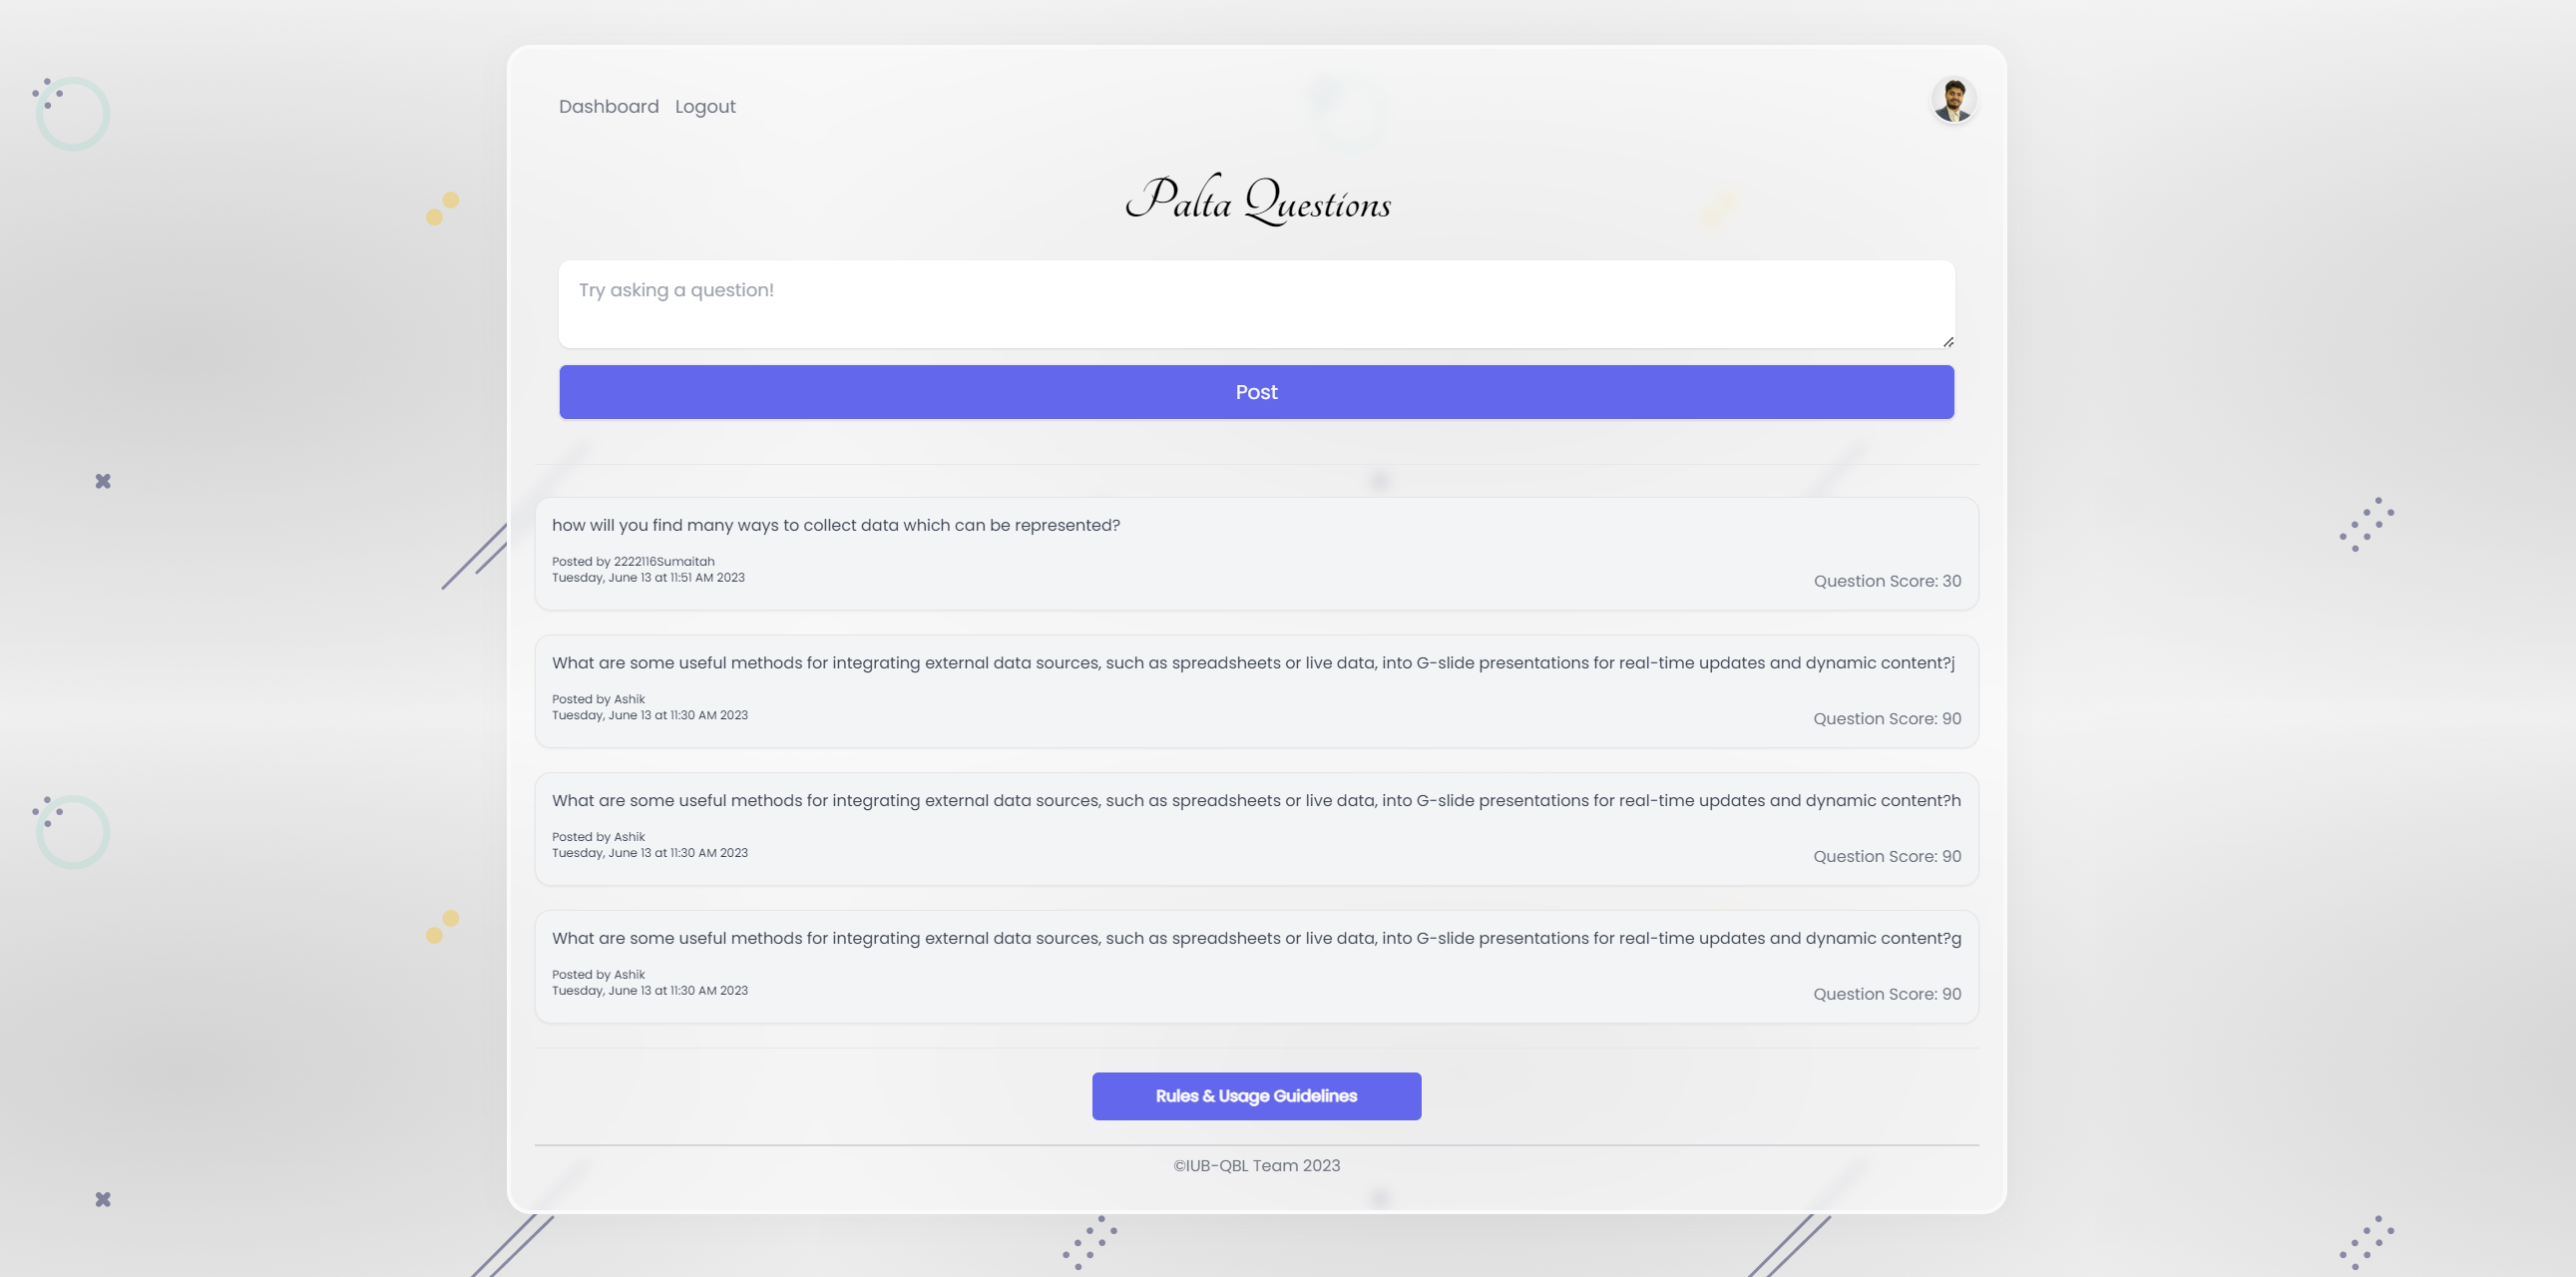 Dashboard Logout
Palta Questions
Try asking a question!
Post
how will you find many ways to collect data which can be represented?
Posted by 2222116Sumaitah
Tuesday, June 13 at 11:51 AM 2023
Question Score: 30
What are some useful methods for integrating external data sources, such as spreadsheets or live data, into G-slide presentations for real-time updates and dynamic content?j
Posted by Ashik
Tuesday, June 13 at 11:30 AM 2023
Question Score: 90
What are some useful methods for integrating external data sources, such as spreadsheets or live data, into G-slide presentations for real-time updates and dynamic content?h
Posted by Ashik
Tuesday, June 13 at 11:30 AM 2023
Question Score: 90
What are some useful methods for integrating external data sources, such as spreadsheets or live data, into G-slide presentations for real-time updates and dynamic content?g
Posted by Ashik
Tuesday, June 13 at 11:30 AM 2023
Question Score: 90
Rules & Usage Guidelines
©IUB-QBL Team 2023